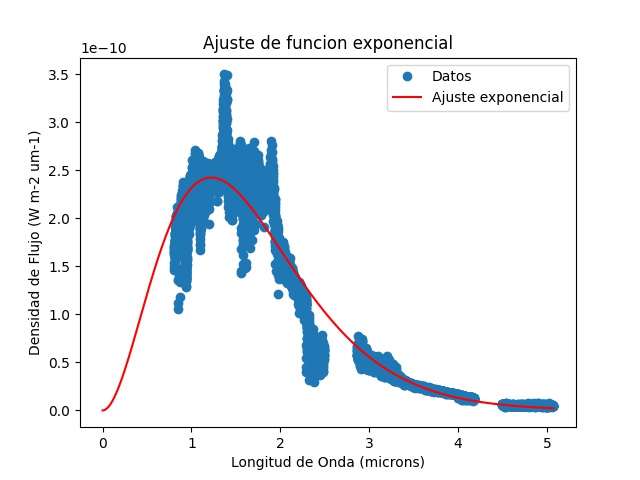 Ajuste de funcion exponencial
1e−10
Datos
Ajuste exponencial
3.5
3.0
2.5
2.0
1.5
1.0
0.5
0.0
Densidad de Flujo (W m-2 um-1)
0 1 2 3 4 5
Longitud de Onda (microns)